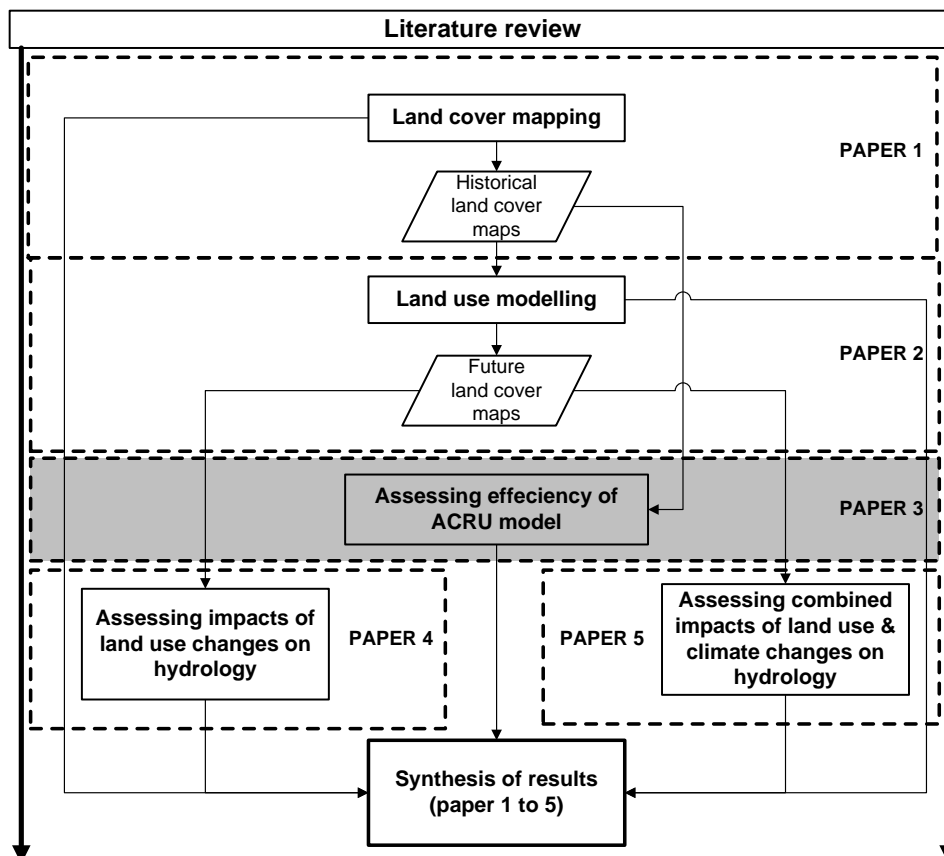 Literature review
Land cover mapping
PAPER 1
Historical
land cover
maps
Land use modelling
PAPER 2
Future
land cover
maps
Assessing effeciency of
ACRU model
PAPER 3
Assessing impacts of
land use changes on
hydrology
PAPER 4
PAPER 5
Assessing combined
impacts of land use &
climate changes on
hydrology
Synthesis of results
(paper 1 to 5)